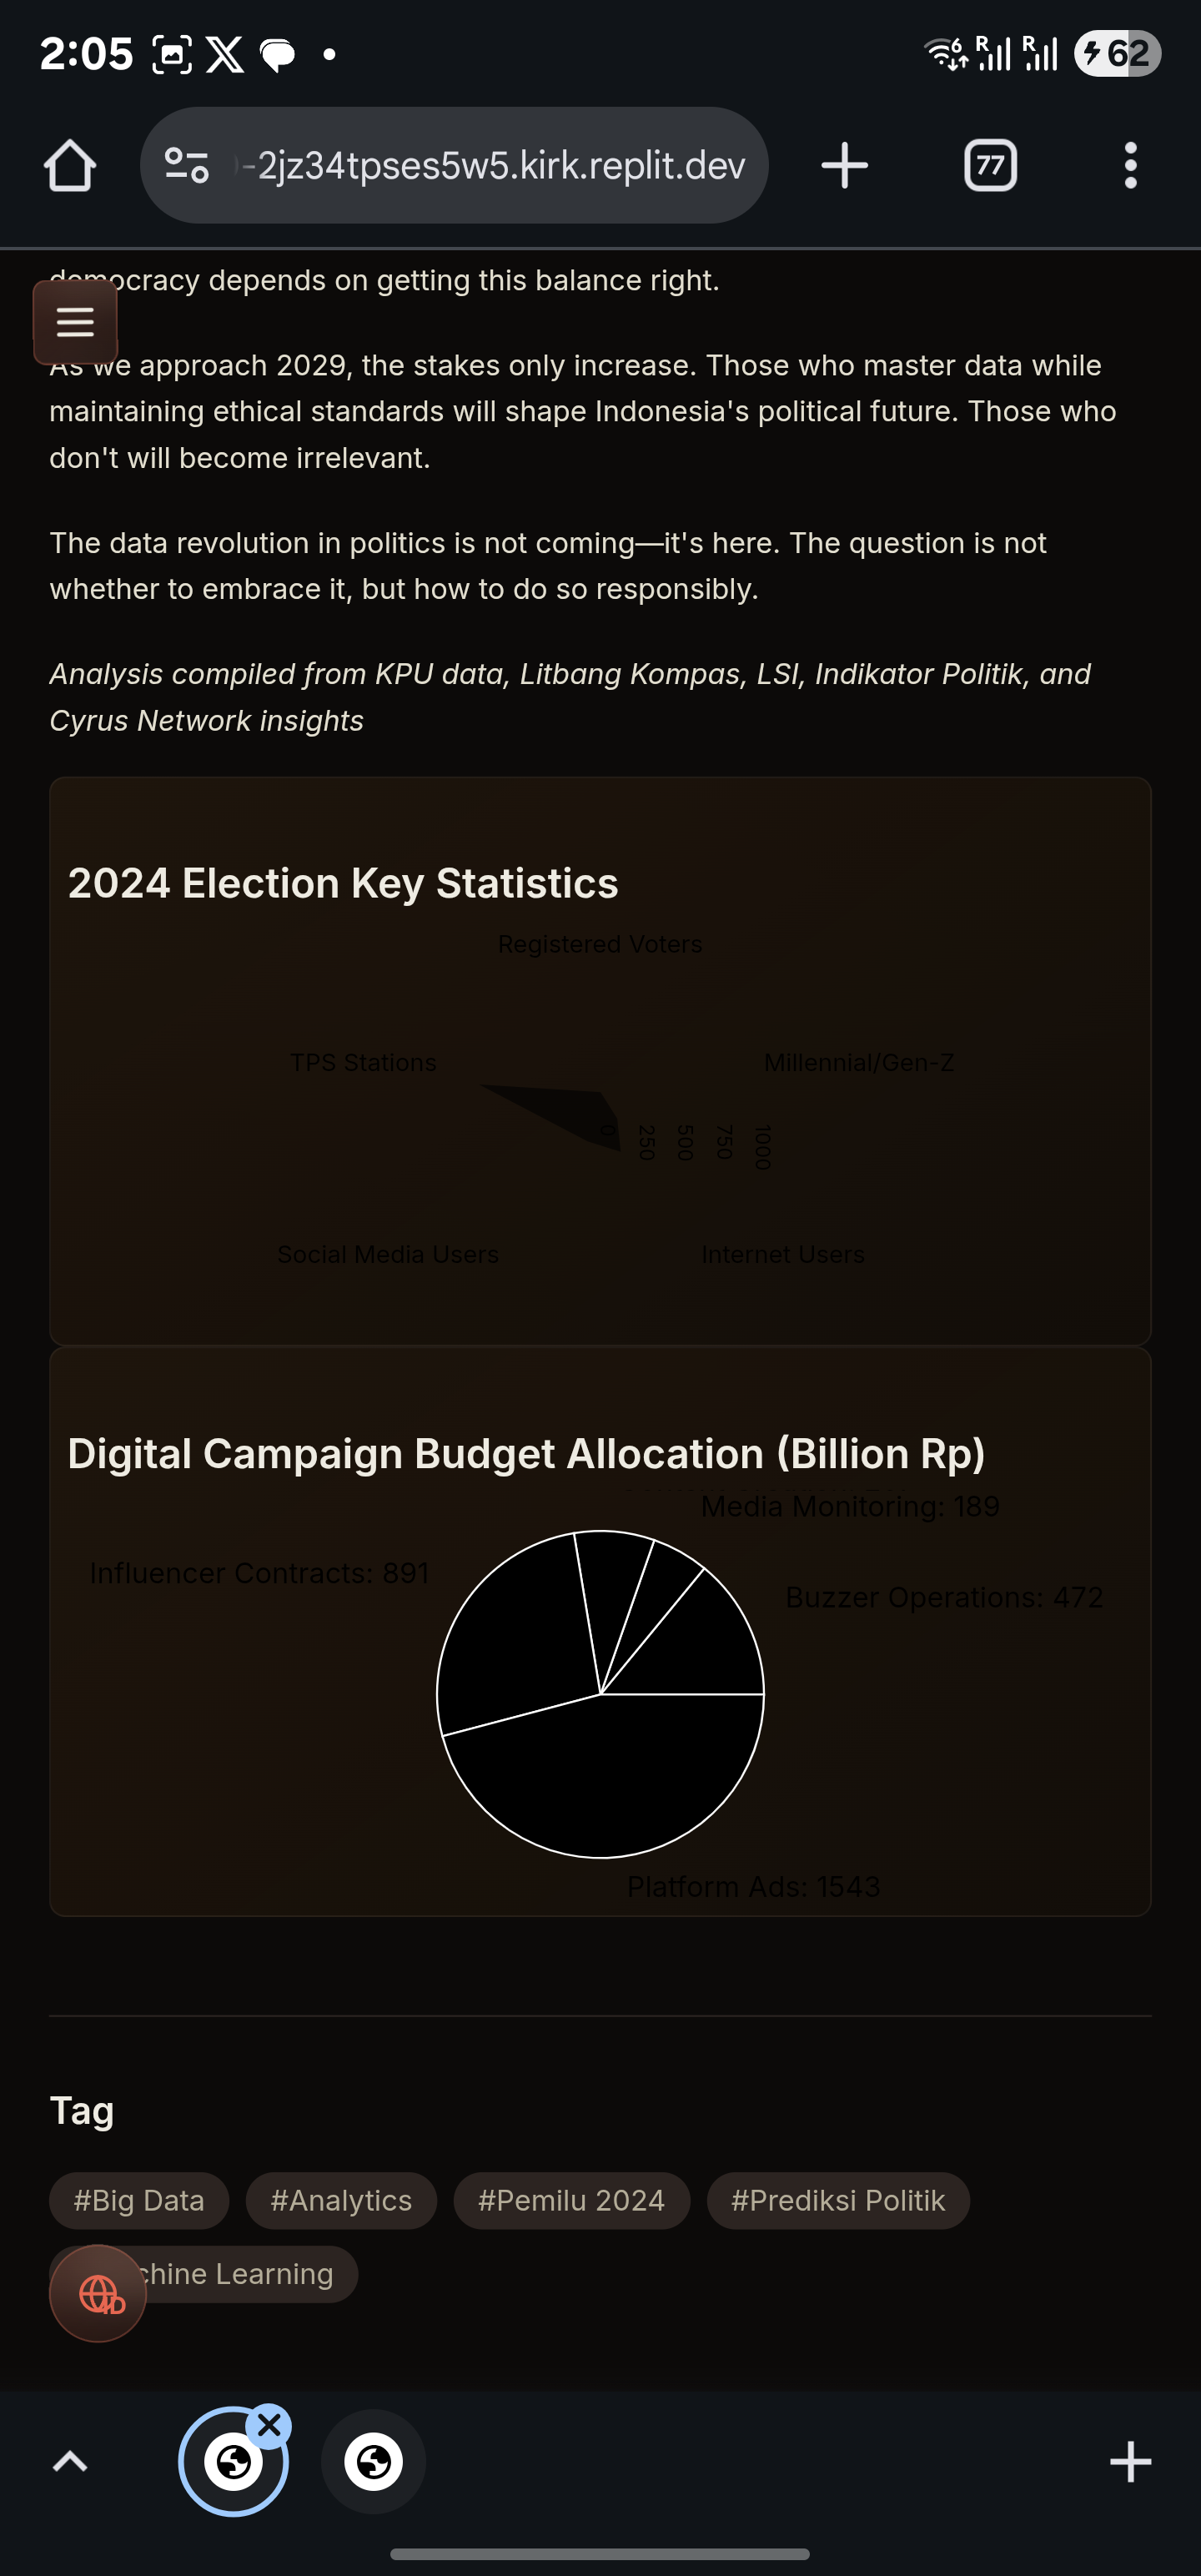 2:05
62
-2jz34tpses5w5.kirk.replit.dev
77
democracy depends on getting this balance right.
As we approach 2029, the stakes only increase. Those who master data while
maintaining ethical standards will shape Indonesia's political future. Those who
don't will become irrelevant.
The data revolution in politics is not coming—it's here. The question is not
whether to embrace it, but how to do so responsibly.
Analysis compiled from KPU data, Litbang Kompas, LSI, Indikator Politik, and
Cyrus Network insights
2024 Election Key Statistics
Registered Voters
TPS Stations
Millennial/Gen-Z
0 250 500 750 1000
Social Media Users
Internet Users
Digital Campaign Budget Allocation (Billion Rp)
Media Monitoring: 189
Influencer Contracts: 891
Buzzer Operations: 472
Platform Ads: 1543
Tag
#Big Data
#Analytics
#Pemilu 2024
#Prediksi Politik
chine Learning
ID